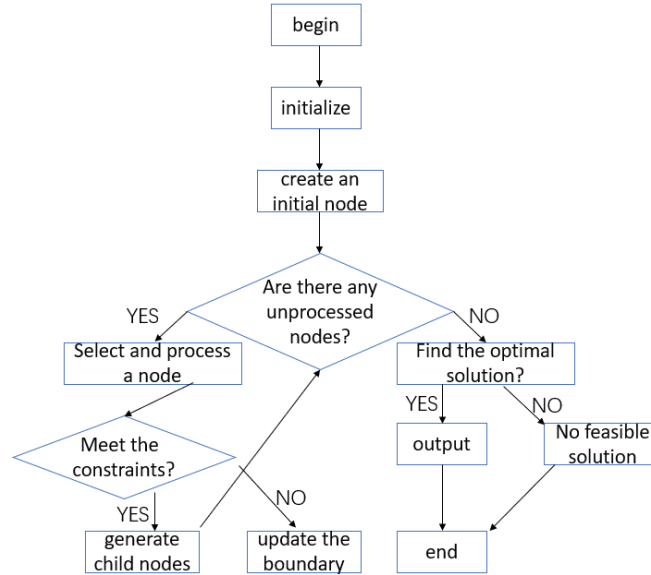 begin
initialize
create an
initial node
Are there any
unprocessed
nodes?
YES
NO
Select and process
a node
Find the optimal
solution?
YES
NO
Meet the
constraints?
output
No feasible
solution
YES
NO
generate
child nodes
update the
boundary
end